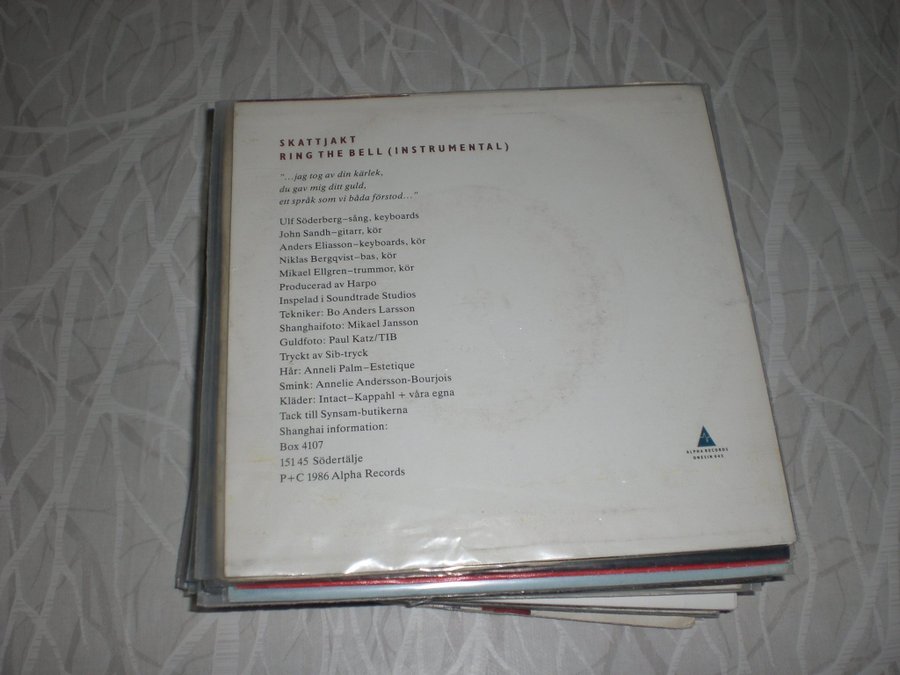 SKATTJAKT
RING THE BELL (INSTRUMENTAL)
"...jag tog av din kärlek,
du gav mig ditt guld,
ett språk som vi båda förstod..."
Ulf Söderberg–sång, keyboards
John Sandh–gitarr, kör
Anders Eliasson–keyboards, kör
Niklas Bergqvist–bas, kör
Mikael Ellgren–trummor, kör
Producerad av Harpo
Inspelad i Soundtrade Studios
Tekniker: Bo Anders Larsson
Shanghaifoto: Mikael Jansson
Guldfoto: Paul Katz/TIB
Tryckt av Sib-tryck
Hår: Anneli Palm–Estetique
Smink: Annelie Andersson-Bourjois
Kläder: Intact–Kappahl + våra egna
Tack till Synsam-butikerna
Shanghai information:
Box 4107
151 45 Södertälje
P+C 1986 Alpha Records
ALPHA RECORDS